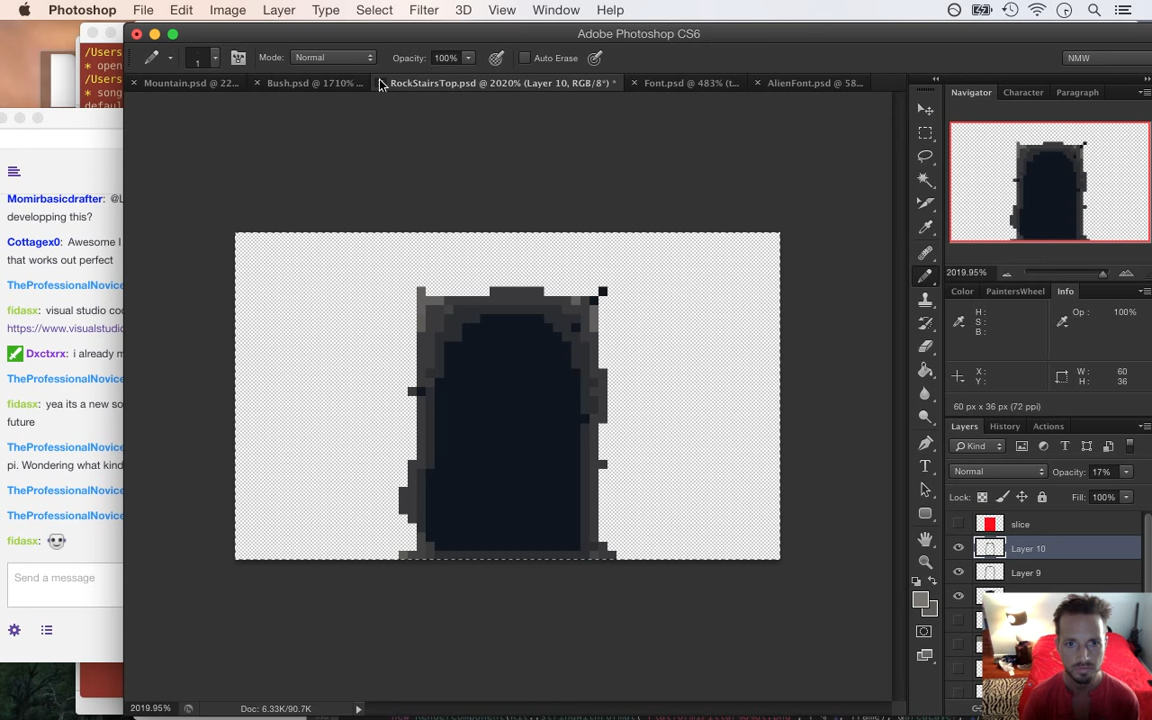 Photoshop File Edit Image Layer Type Select Filter 3D View Window Help
Adobe Photoshop CS6
1 Mode: Normal Opacity: 100% Auto Erase NMW
Mountain.psd @ 22... Bush.psd @ 1710% ... RockStairsTop.psd @ 2020% (Layer 10, RGB/8*) * Font.psd @ 483% (t... AlienFont.psd @ 58...
/Users
* open
/Users
* song
defaul
Momirbasicdrafter: @L
developping this?
Cottagex0: Awesome I
that works out perfect
TheProfessionalNovice
fidasx: visual studio co
https://www.visualstudi
Dxctxrx: i already m
TheProfessionalNovice
fidasx: yea its a new so
future
TheProfessionalNovice
pi. Wondering what kind
TheProfessionalNovice
TheProfessionalNovice
fidasx:
Send a message
Navigator Character Paragraph
2019.95%
Color PaintersWheel Info
H:
S:
B:
Op: 100%
X:
Y:
W: 60
H: 36
60 px x 36 px (72 ppi)
Layers History Actions
Kind
Normal Opacity: 17%
Lock: Fill: 100%
slice
Layer 10
Layer 9
2019.95% Doc: 6.33K/90.7K